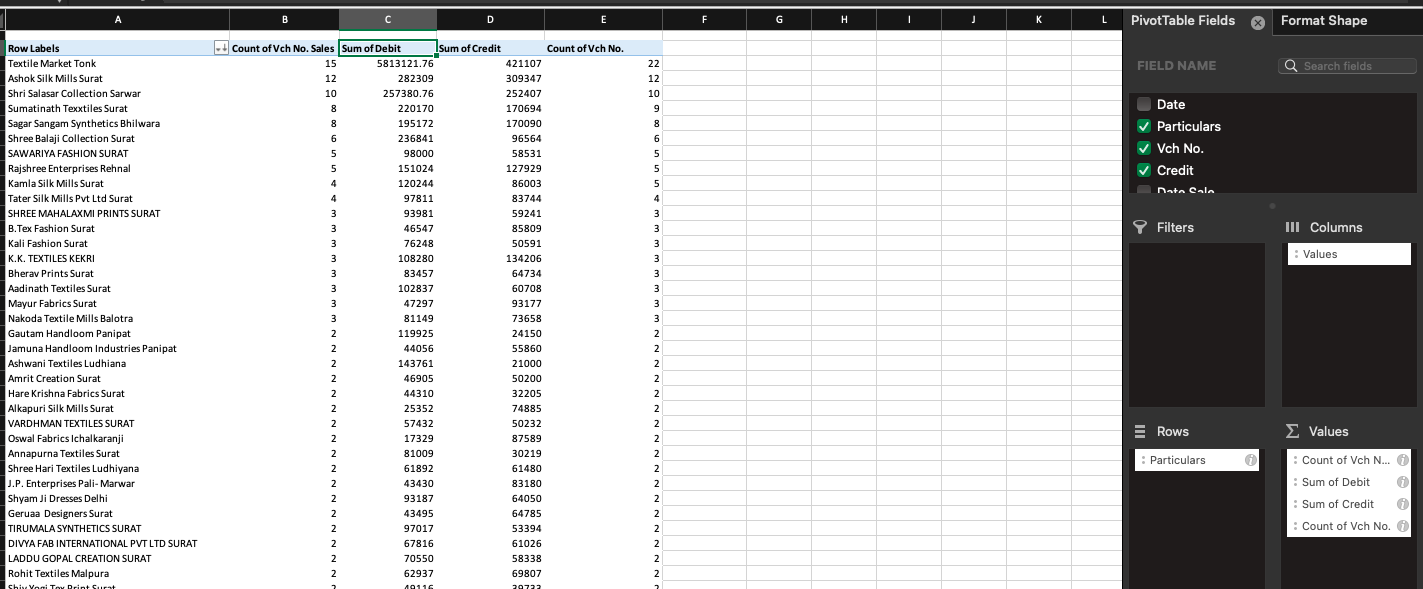 A B C D E F G H I J K L
Row Labels Count of Vch No. Sales Sum of Debit Sum of Credit Count of Vch No.
Textile Market Tonk 15 5813121.76 421107 22
Ashok Silk Mills Surat 12 282309 309347 12
Shri Salasar Collection Sarwar 10 257380.76 252407 10
Sumatinath Texxtiles Surat 8 220170 170694 9
Sagar Sangam Synthetics Bhilwara 8 195172 170090 8
Shree Balaji Collection Surat 6 236841 96564 6
SAWARIYA FASHION SURAT 5 98000 58531 5
Rajshree Enterprises Rehnal 5 151024 127929 5
Kamla Silk Mills Surat 4 120244 86003 5
Tater Silk Mills Pvt Ltd Surat 4 97811 83744 4
SHREE MAHALAXMI PRINTS SURAT 3 93981 59241 3
B.Tex Fashion Surat 3 46547 85809 3
Kali Fashion Surat 3 76248 50591 3
K.K. TEXTILES KEKRI 3 108280 134206 3
Bherav Prints Surat 3 83457 64734 3
Aadinath Textiles Surat 3 102837 60708 3
Mayur Fabrics Surat 3 47297 93177 3
Nakoda Textile Mills Balotra 3 81149 73658 3
Gautam Handloom Panipat 2 119925 24150 2
Jamuna Handloom Industries Panipat 2 44056 55860 2
Ashwani Textiles Ludhiana 2 143761 21000 2
Amrit Creation Surat 2 46905 50200 2
Hare Krishna Fabrics Surat 2 44310 32205 2
Alkapuri Silk Mills Surat 2 25352 74885 2
VARDHMAN TEXTILES SURAT 2 57432 50232 2
Oswal Fabrics Ichalkaranji 2 17329 87589 2
Annapurna Textiles Surat 2 81009 30219 2
Shree Hari Textiles Ludhiyana 2 61892 61480 2
J.P. Enterprises Pali- Marwar 2 43430 83180 2
Shyam Ji Dresses Delhi 2 93187 64050 2
Geruaa Designers Surat 2 43495 64785 2
TIRUMALA SYNTHETICS SURAT 2 97017 53394 2
DIVYA FAB INTERNATIONAL PVT LTD SURAT 2 67816 61026 2
LADDU GOPAL CREATION SURAT 2 70550 58338 2
Rohit Textiles Malpura 2 62937 69807 2
Shiv Yogi Tex Print Surat 2 49116 39733 2
PivotTable Fields Format Shape
FIELD NAME Search fields
Date
Particulars
Vch No.
Credit
Date Sale
Filters Columns
Values
Rows Values
Particulars Count of Vch N...
Sum of Debit
Sum of Credit
Count of Vch No.